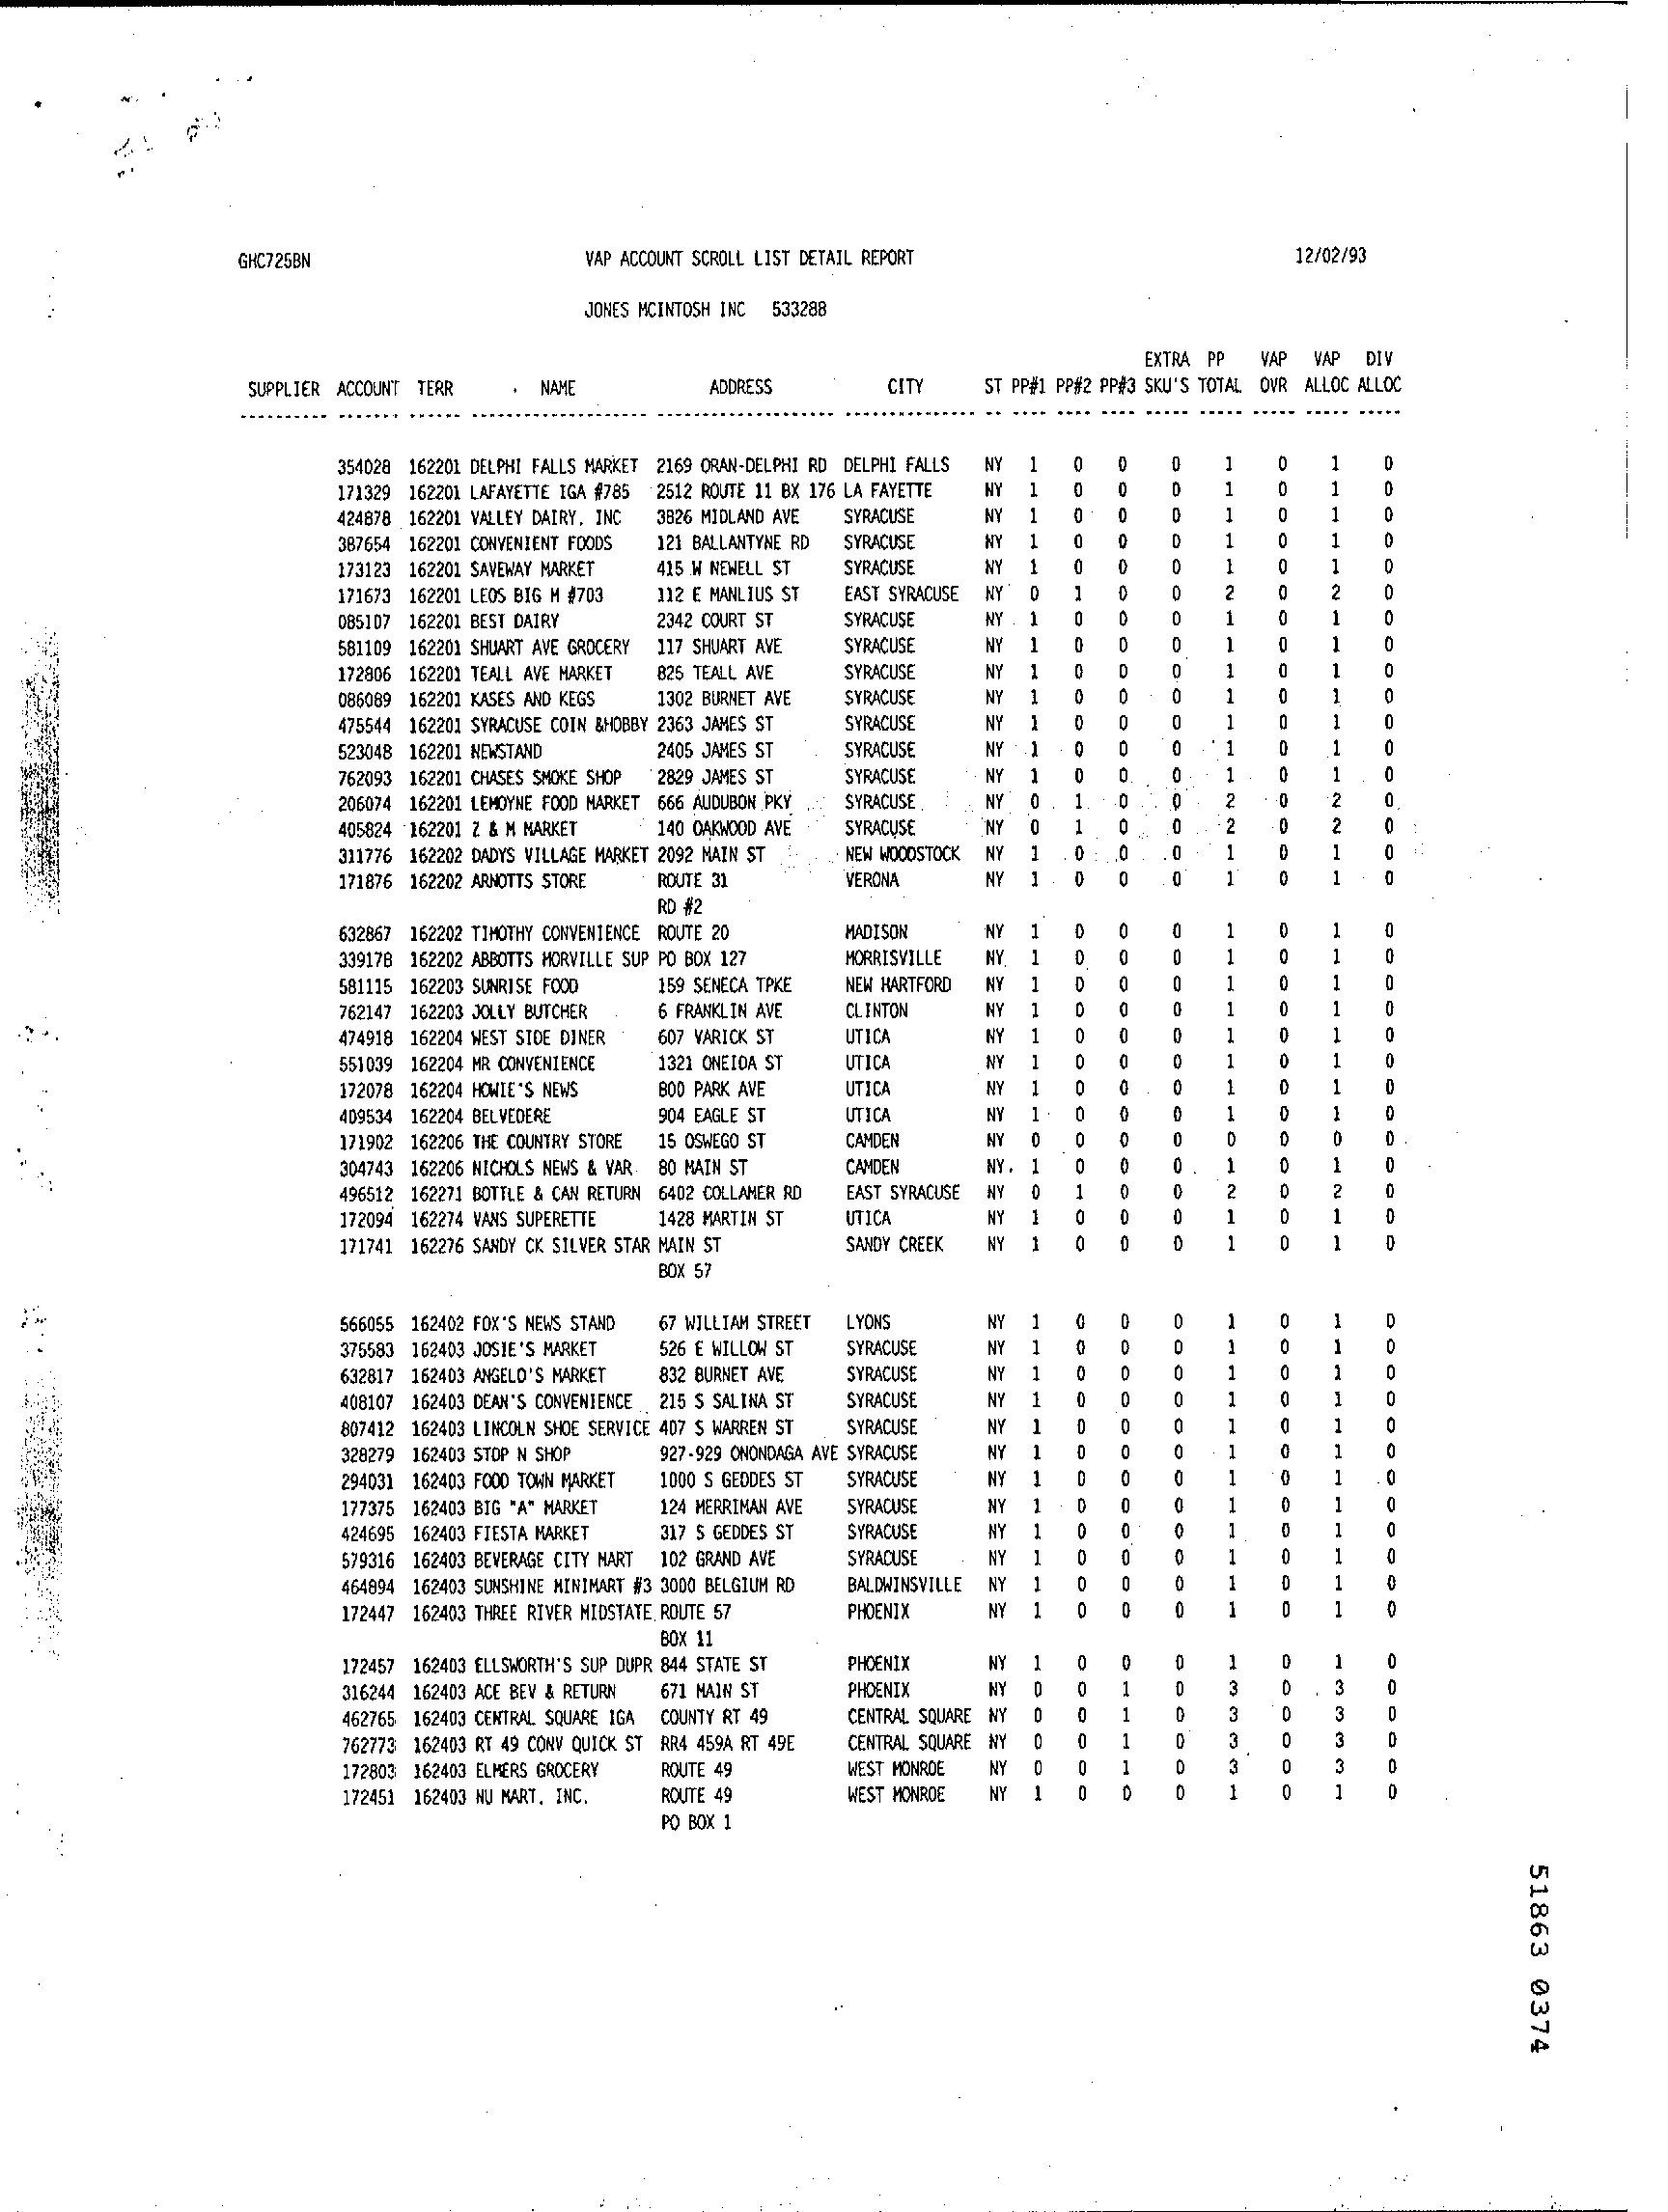 GHC725BN VAP ACCOUNT SCROLL LIST DETAIL REPORT 12/02/93
JONES MCINTOSH INC 533288
EXTRA PP VAP VAP DIV
SUPPLIER ACCOUNT TERR NAME ADDRESS CITY ST PP#1 PP#2 PP#3 SKU'S TOTAL OVR ALLOC ALLOC
354028 162201 DELPHI FALLS MARKET 2169 ORAN-DELPHI RD DELPHI FALLS NY 1 0 0 0 1 0 1 0
171329 162201 LAFAYETTE IGA #785 2512 ROUTE 11 BX 176 LA FAYETTE NY 1 0 0 0 1 0 1 0
424878 162201 VALLEY DAIRY, INC 3826 MIDLAND AVE SYRACUSE NY 1 0 0 0 1 0 1 0
387654 162201 CONVENIENT FOODS 121 BALLANTYNE RD SYRACUSE NY 1 0 0 0 1 0 1 0
173123 162201 SAVEWAY MARKET 415 W NEWELL ST SYRACUSE NY 1 0 0 0 1 0 1 0
171673 162201 LEOS BIG M #703 112 E MANLIUS ST EAST SYRACUSE NY 0 1 0 0 2 0 2 0
085107 162201 BEST DAIRY 2342 COURT ST SYRACUSE NY 1 0 0 0 1 0 1 0
581109 162201 SHUART AVE GROCERY 117 SHUART AVE SYRACUSE NY 1 0 0 0 1 0 1 0
172806 162201 TEALL AVE MARKET 825 TEALL AVE SYRACUSE NY 1 0 0 0 1 0 1 0
086089 162201 KASES AND KEGS 1302 BURNET AVE SYRACUSE NY 1 0 0 0 1 0 1 0
475544 162201 SYRACUSE COIN &HOBBY 2363 JAMES ST SYRACUSE NY 1 0 0 0 1 0 1 0
523048 162201 NEWSTAND 2405 JAMES ST SYRACUSE NY 1 0 0 0 1 0 1 0
762093 162201 CHASES SMOKE SHOP 2829 JAMES ST SYRACUSE NY 1 0 0 0 1 0 1 0
206074 162201 LEMOYNE FOOD MARKET 666 AUDUBON PKY SYRACUSE NY 0 1 0 0 2 0 2 0
405824 162201 Z & M MARKET 140 OAKWOOD AVE SYRACUSE NY 0 1 0 0 2 0 2 0
311776 162202 DADYS VILLAGE MARKET 2092 MAIN ST NEW WOODSTOCK NY 1 0 0 0 1 0 1 0
171876 162202 ARNOTTS STORE ROUTE 31 VERONA NY 1 0 0 0 1 0 1 0
RD #2
632867 162202 TIMOTHY CONVENIENCE ROUTE 20 MADISON NY 1 0 0 0 1 0 1 0
339178 162202 ABBOTTS MORVILLE SUP PO BOX 127 MORRISVILLE NY 1 0 0 0 1 0 1 0
581115 162203 SUNRISE FOOD 159 SENECA TPKE NEW HARTFORD NY 1 0 0 0 1 0 1 0
762147 162203 JOLLY BUTCHER 6 FRANKLIN AVE CLINTON NY 1 0 0 0 1 0 1 0
474918 162204 WEST SIDE DINER 607 VARICK ST UTICA NY 1 0 0 0 1 0 1 0
551039 162204 MR CONVENIENCE 1321 ONEIDA ST UTICA NY 1 0 0 0 1 0 1 0
172078 162204 HOWIE'S NEWS 800 PARK AVE UTICA NY 1 0 0 0 1 0 1 0
409534 162204 BELVEDERE 904 EAGLE ST UTICA NY 1 0 0 0 1 0 1 0
171902 162206 THE COUNTRY STORE 15 OSWEGO ST CAMDEN NY 0 0 0 0 0 0 0 0
304743 162206 NICHOLS NEWS & VAR 80 MAIN ST CAMDEN NY 1 0 0 0 1 0 1 0
496512 162271 BOTTLE & CAN RETURN 6402 COLLAMER RD EAST SYRACUSE NY 0 1 0 0 2 0 2 0
172094 162274 VANS SUPERETTE 1428 MARTIN ST UTICA NY 1 0 0 0 1 0 1 0
171741 162276 SANDY CK SILVER STAR MAIN ST SANDY CREEK NY 1 0 0 0 1 0 1 0
BOX 57
566055 162402 FOX'S NEWS STAND 67 WILLIAM STREET LYONS NY 1 0 0 0 1 0 1 0
375583 162403 JOSIE'S MARKET 526 E WILLOW ST SYRACUSE NY 1 0 0 0 1 0 1 0
632817 162403 ANGELO'S MARKET 832 BURNET AVE SYRACUSE NY 1 0 0 0 1 0 1 0
408107 162403 DEAN'S CONVENIENCE 215 S SALINA ST SYRACUSE NY 1 0 0 0 1 0 1 0
807412 162403 LINCOLN SHOE SERVICE 407 S WARREN ST SYRACUSE NY 1 0 0 0 1 0 1 0
328279 162403 STOP N SHOP 927-929 ONONDAGA AVE SYRACUSE NY 1 0 0 0 1 0 1 0
294031 162403 FOOD TOWN MARKET 1000 S GEDDES ST SYRACUSE NY 1 0 0 0 1 0 1 0
177375 162403 BIG "A" MARKET 124 MERRIMAN AVE SYRACUSE NY 1 0 0 0 1 0 1 0
424695 162403 FIESTA MARKET 317 S GEDDES ST SYRACUSE NY 1 0 0 0 1 0 1 0
579316 162403 BEVERAGE CITY MART 102 GRAND AVE SYRACUSE NY 1 0 0 0 1 0 1 0
464894 162403 SUNSHINE MINIMART #3 3000 BELGIUM RD BALDWINSVILLE NY 1 0 0 0 1 0 1 0
172447 162403 THREE RIVER MIDSTATE ROUTE 57 PHOENIX NY 1 0 0 0 1 0 1 0
BOX 11
172457 162403 ELLSWORTH'S SUP DUPR 844 STATE ST PHOENIX NY 1 0 0 0 1 0 1 0
316244 162403 ACE BEV & RETURN 671 MAIN ST PHOENIX NY 0 0 1 0 3 0 3 0
462765 162403 CENTRAL SQUARE IGA COUNTY RT 49 CENTRAL SQUARE NY 0 0 1 0 3 0 3 0
762773 162403 RT 49 CONV QUICK ST RR4 459A RT 49E CENTRAL SQUARE NY 0 0 1 0 3 0 3 0
172803 162403 ELMERS GROCERY ROUTE 49 WEST MONROE NY 0 0 1 0 3 0 3 0
172451 162403 NU MART, INC. ROUTE 49 WEST MONROE NY 1 0 0 0 1 0 1 0
PO BOX 1
51863 0374